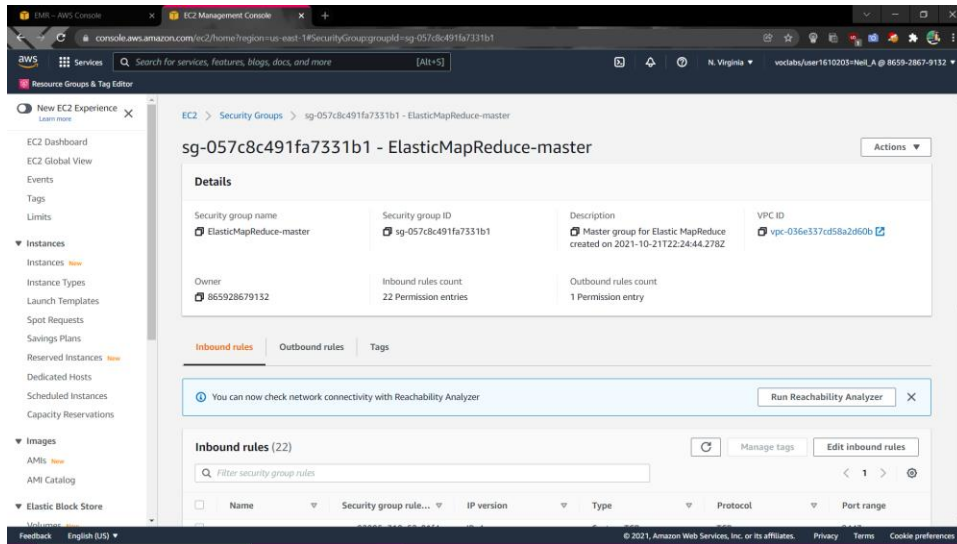 EMR – AWS Console
EC2 Management Console
console.aws.amazon.com/ec2/home?region=us-east-1#SecurityGroup:groupId=sg-057c8c491fa7331b1
aws
Services
Search for services, features, blogs, docs, and more
[Alt+S]
N. Virginia
voclabs/user1610203=Neil_A @ 8659-2867-9132
Resource Groups & Tag Editor
New EC2 Experience
Learn more
EC2 Dashboard
EC2 Global View
Events
Tags
Limits
Instances
Instances New
Instance Types
Launch Templates
Spot Requests
Savings Plans
Reserved Instances New
Dedicated Hosts
Scheduled Instances
Capacity Reservations
Images
AMIs New
AMI Catalog
Elastic Block Store
Volumes New
EC2 > Security Groups > sg-057c8c491fa7331b1 - ElasticMapReduce-master
sg-057c8c491fa7331b1 - ElasticMapReduce-master
Actions
Details
Security group name
ElasticMapReduce-master
Security group ID
sg-057c8c491fa7331b1
Description
Master group for Elastic MapReduce
created on 2021-10-21T22:24:44.278Z
VPC ID
vpc-036e337cd58a2d60b
Owner
865928679132
Inbound rules count
22 Permission entries
Outbound rules count
1 Permission entry
Inbound rules
Outbound rules
Tags
You can now check network connectivity with Reachability Analyzer
Run Reachability Analyzer
Inbound rules (22)
Manage tags
Edit inbound rules
Filter security group rules
1
Name
Security group rule...
IP version
Type
Protocol
Port range
Feedback
English (US)
© 2021, Amazon Web Services, Inc. or its affiliates.
Privacy
Terms
Cookie preferences